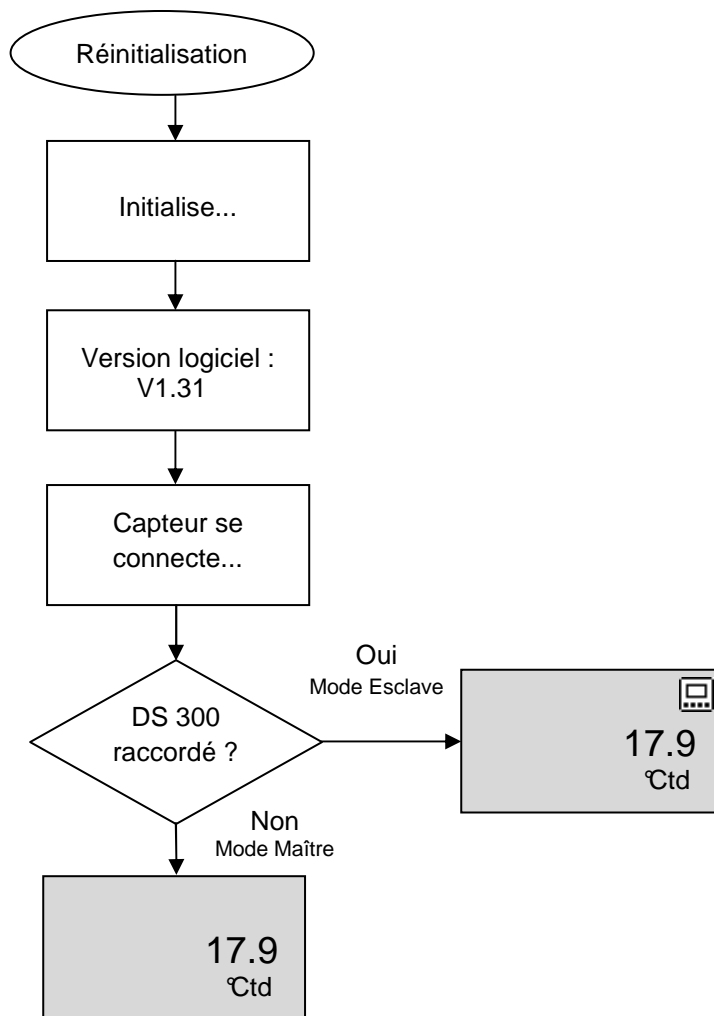 Réinitialisation
Initialise...
Version logiciel :
V1.31
Capteur se
connecte...
DS 300
raccordé ?
Oui
Mode Esclave
17.9
°Ctd
Non
Mode Maître
17.9
°Ctd